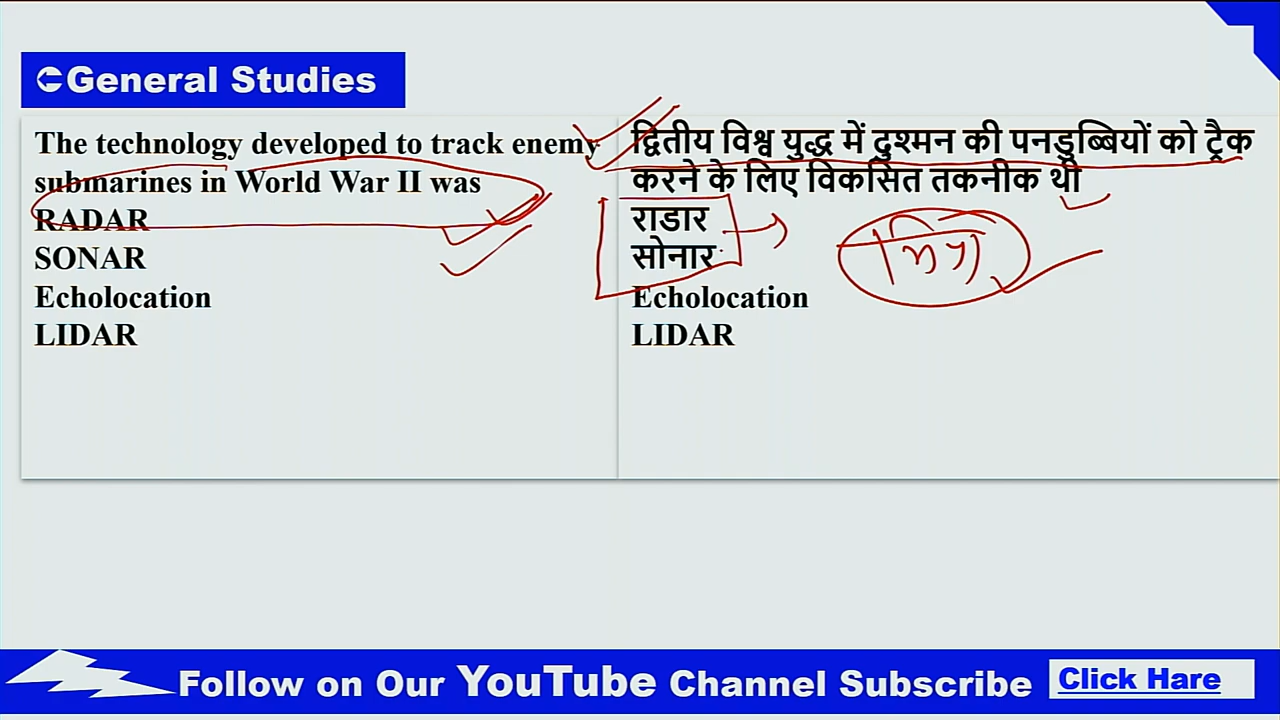 General Studies
The technology developed to track enemy
submarines in World War II was
RADAR
SONAR
Echolocation
LIDAR
द्वितीय विश्व युद्ध में दुश्मन की पनडुब्बियों को ट्रैक
करने के लिए विकसित तकनीक थी
राडार
सोनार
Echolocation
LIDAR
Follow on Our YouTube Channel Subscribe
Click Hare